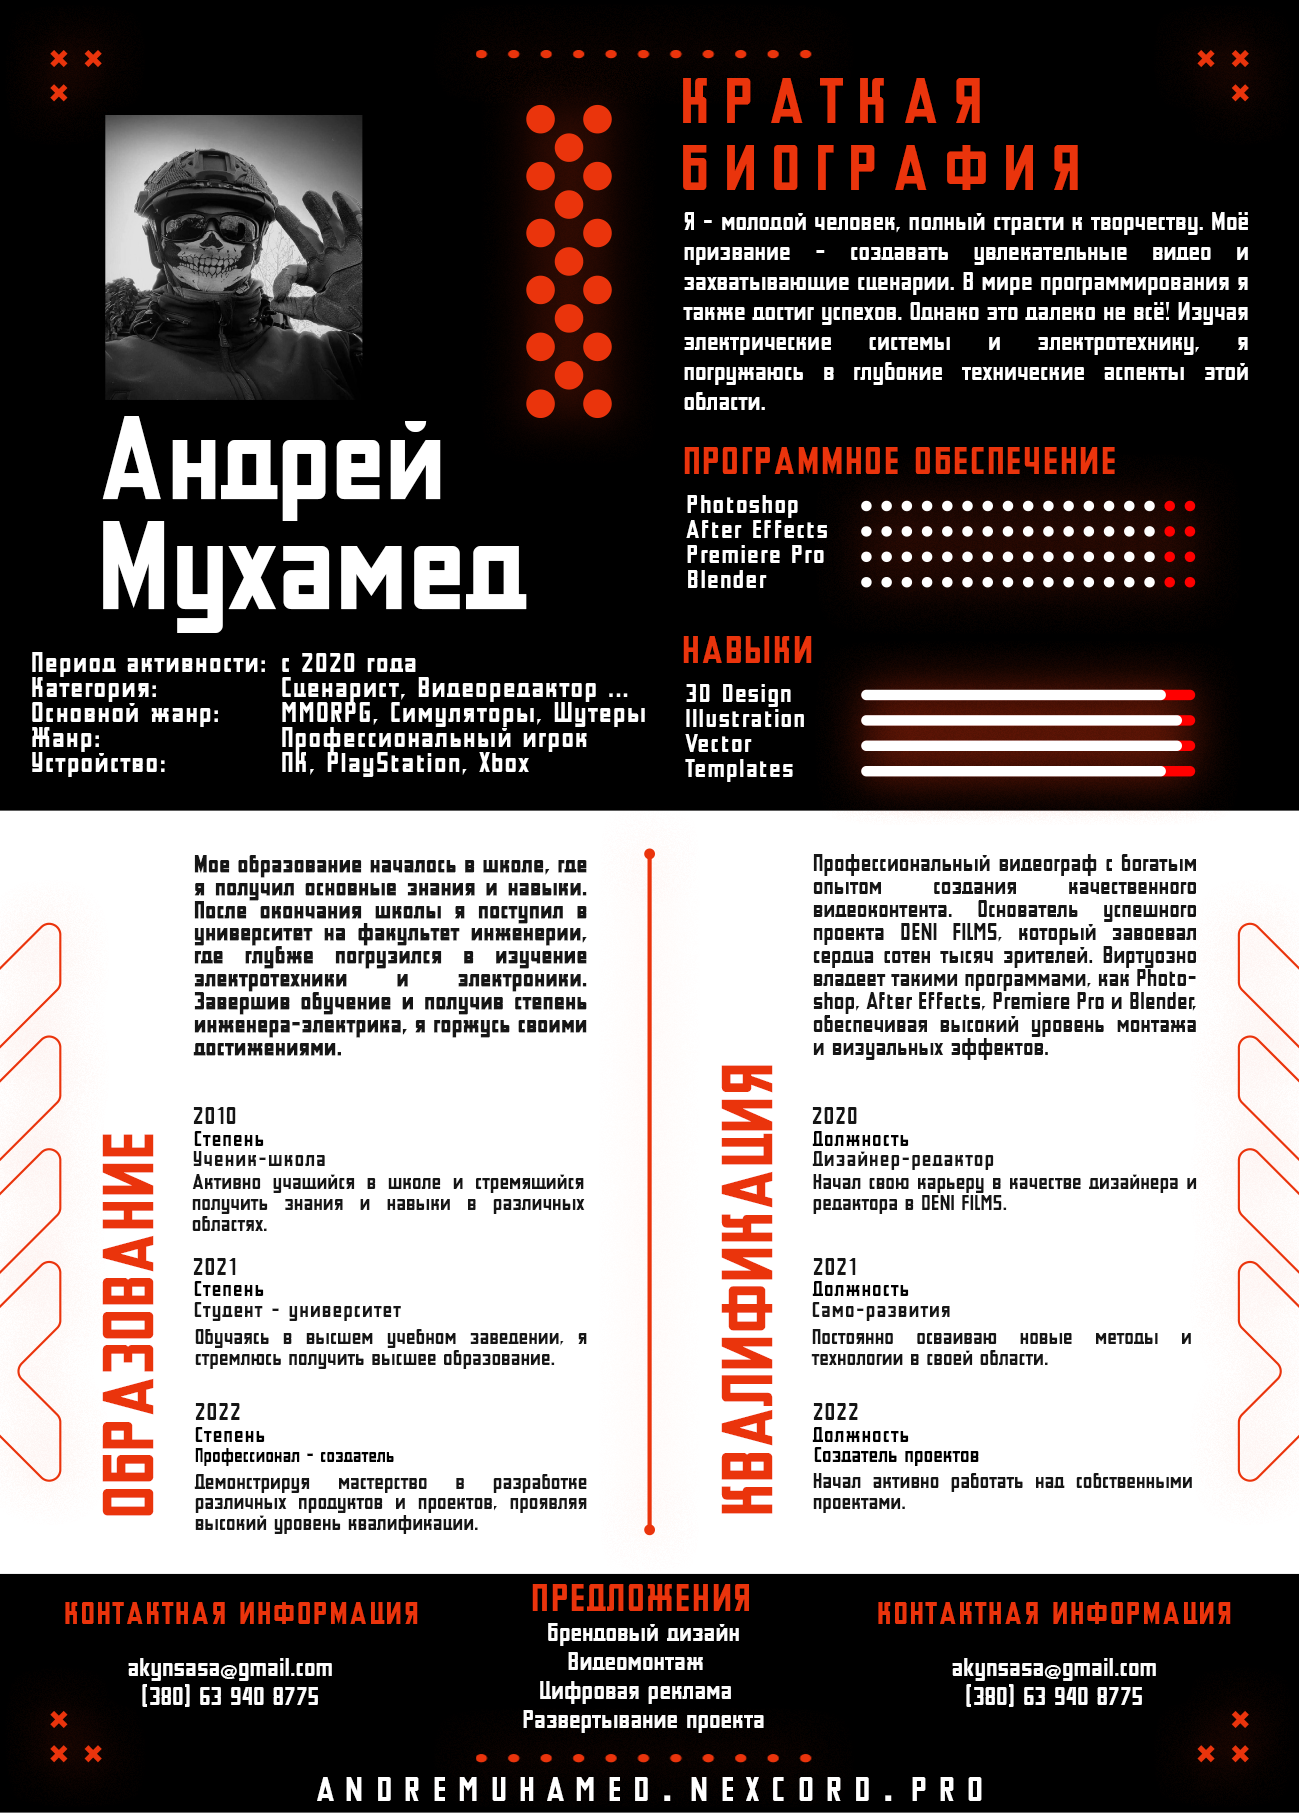 КРАТКАЯ
БИОГРАФИЯ
Я - молодой человек, полный страсти к творчеству. Моё
призвание - создавать увлекательные видео и
захватывающие сценарии. В мире программирования я
также достиг успехов. Однако это далеко не всё! Изучая
электрические системы и электротехнику, я
погружаюсь в глубокие технические аспекты этой
области.
Андрей
Мухамед
Период активности: с 2020 года
Категория: Сценарист, Видеоредактор ...
Основной жанр: MMORPG, Симуляторы, Шутеры
Жанр: Профессиональный игрок
Устройство: ПК, PlayStation, Xbox
ПРОГРАММНОЕ ОБЕСПЕЧЕНИЕ
Photoshop
After Effects
Premiere Pro
Blender
НАВЫКИ
3D Design
Illustration
Vector
Templates
ОБРАЗОВАНИЕ
Мое образование началось в школе, где
я получил основные знания и навыки.
После окончания школы я поступил в
университет на факультет инженерии,
где глубже погрузился в изучение
электротехники и электроники.
Завершив обучение и получив степень
инженера-электрика, я горжусь своими
достижениями.
2010
Степень
Ученик-школа
Активно учащийся в школе и стремящийся
получить знания и навыки в различных
областях.
2021
Степень
Студент - университет
Обучаясь в высшем учебном заведении, я
стремлюсь получить высшее образование.
2022
Степень
Профессионал - создатель
Демонстрируя мастерство в разработке
различных продуктов и проектов, проявляя
высокий уровень квалификации.
КВАЛИФИКАЦИЯ
Профессиональный видеограф с богатым
опытом создания качественного
видеоконтента. Основатель успешного
проекта DENI FILMS, который завоевал
сердца сотен тысяч зрителей. Виртуозно
владеет такими программами, как Photo-
shop, After Effects, Premiere Pro и Blender,
обеспечивая высокий уровень монтажа
и визуальных эффектов.
2020
Должность
Дизайнер-редактор
Начал свою карьеру в качестве дизайнера и
редактора в DENI FILMS.
2021
Должность
Само-развития
Постоянно осваиваю новые методы и
технологии в своей области.
2022
Должность
Создатель проектов
Начал активно работать над собственными
проектами.
КОНТАКТНАЯ ИНФОРМАЦИЯ
akynsasa@gmail.com
(380) 63 940 8775
ПРЕДЛОЖЕНИЯ
Брендовый дизайн
Видеомонтаж
Цифровая реклама
Развертывание проекта
КОНТАКТНАЯ ИНФОРМАЦИЯ
akynsasa@gmail.com
(380) 63 940 8775
ANDREMUHAMED.NEXCORD.PRO